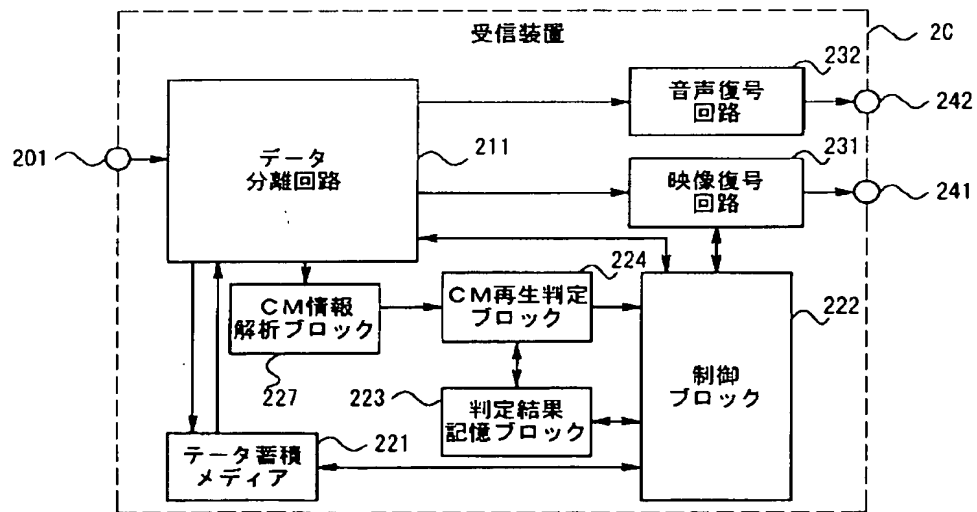 受信装置
2C
232
音声復号
回路
242
201
データ
分離回路
211
231
映像復号
回路
241
224
CM情報
解析ブロック
CM再生判定
ブロック
222
227
223
判定結果
記憶ブロック
制御
ブロック
221
データ蓄積
メディア